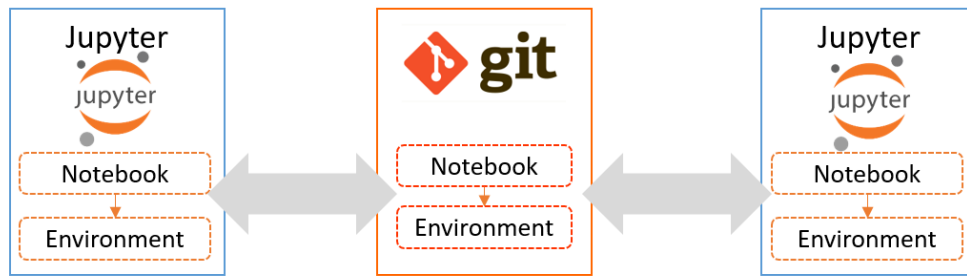 Jupyter
jupyter
Notebook
Environment
git
Notebook
Environment
Jupyter
jupyter
Notebook
Environment